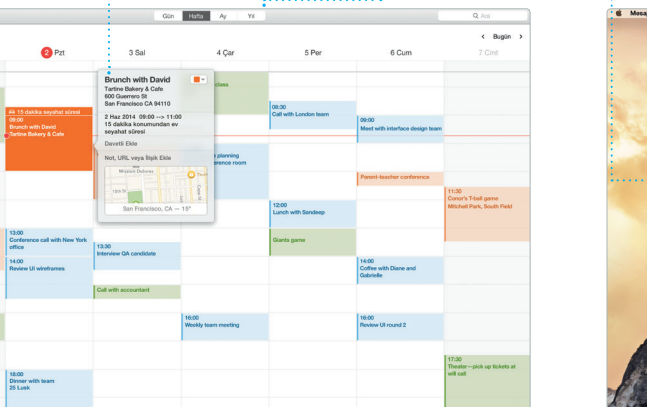 Gün Hafta Ay Yıl
Ara
Bugün
2 Pzt
3 Sal
4 Çar
5 Per
6 Cum
7 Cmt
15 dakika seyahat süresi
09:00
Brunch with David
Tartine Bakery & Cafe
Brunch with David
Tartine Bakery & Cafe
600 Guerrero St
San Francisco CA 94110
2 Haz 2014 09:00 --> 11:00
15 dakika konumundan ev
seyahat süresi
Davetli Ekle
Not, URL veya İlişik Ekle
Mission Dolores
San Francisco, CA — 15°
class
planning
08:30
Call with London team
09:00
Meet with interface design team
Parent-teacher conference
11:30
Conor's T-ball game
Mitchell Park, South Field
12:00
Lunch with Sandeep
Giants game
13:00
Conference call with New York
office
14:00
Review UI wireframes
13:30
Interview QA candidate
Call with accountant
14:00
Coffee with Diane and
Gabrielle
16:00
Weekly team meeting
16:00
Review UI round 2
17:30
Theater—pick up tickets at
will call
18:00
Dinner with team
25 Lusk